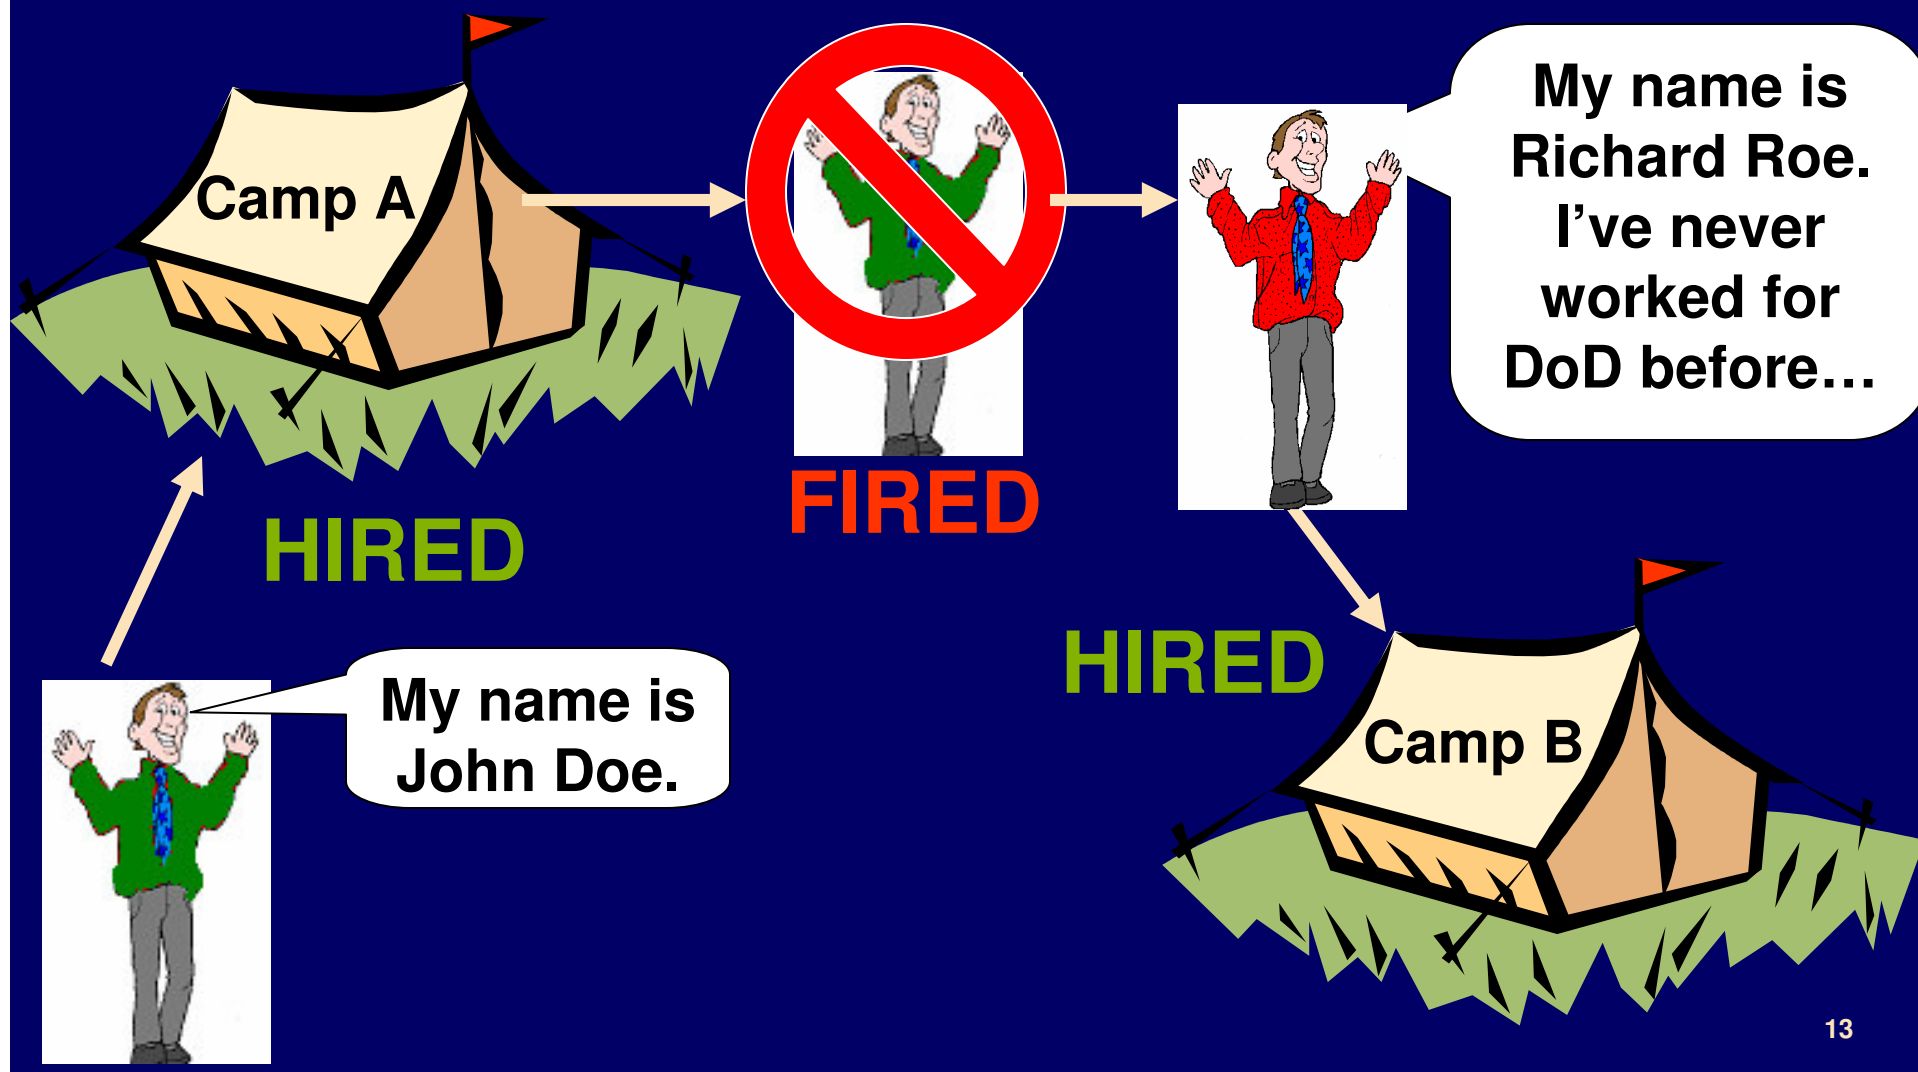 Camp A
FIRED
My name is
Richard Roe.
I’ve never
worked for
DoD before…
HIRED
My name is
John Doe.
HIRED
Camp B
13